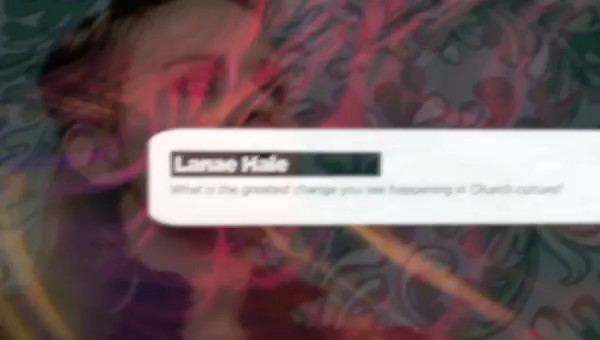 Lanae Hale
What is the greatest change you see happening in Church culture?